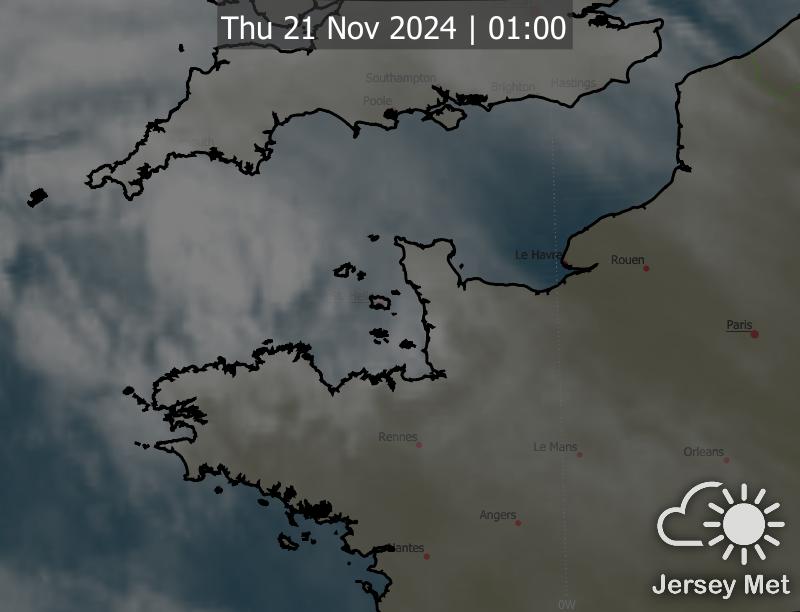 Thu 21 Nov 2024 | 01:00
Southampton
Brighton
Hastings
Poole
Le Havre
Rouen
Paris
Rennes
Le Mans
Orleans
Angers
Nantes
Jersey Met
0W